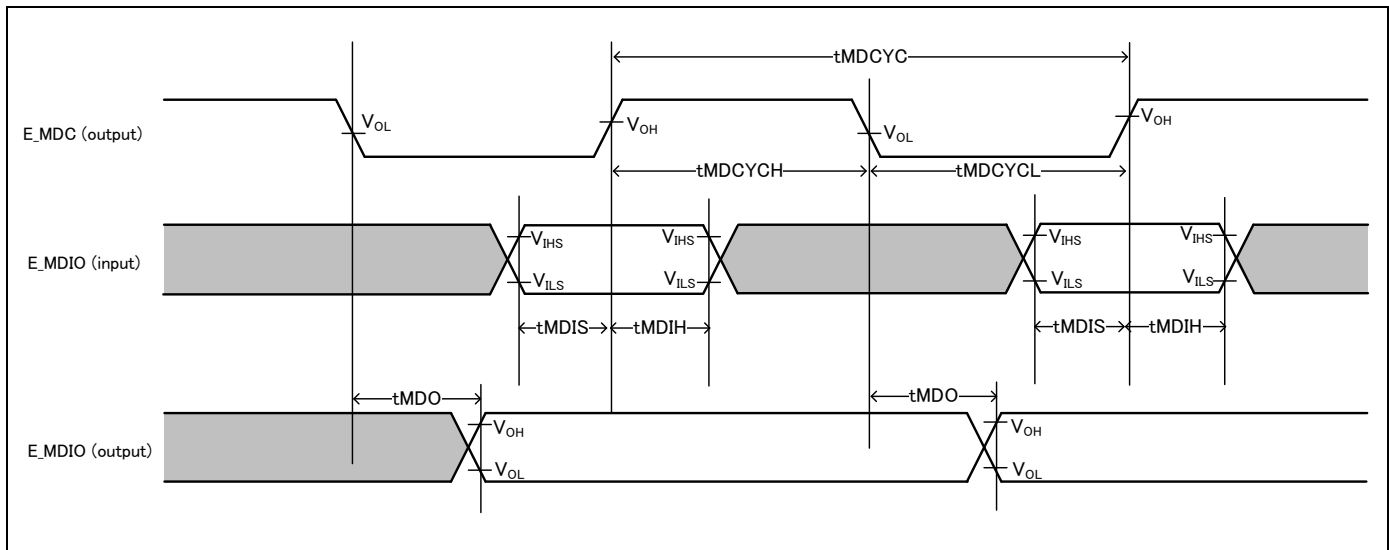 tMDCYC
E_MDC (output)
VOL
VOH
VOL
VOH
tMDCYCH
tMDCYCL
E_MDIO (input)
VIHS
VIHS
VIHS
VIHS
VILS
VILS
VILS
VILS
tMDIS
tMDIH
tMDIS
tMDIH
tMDO
tMDO
E_MDIO (output)
VOH
VOH
VOL
VOL